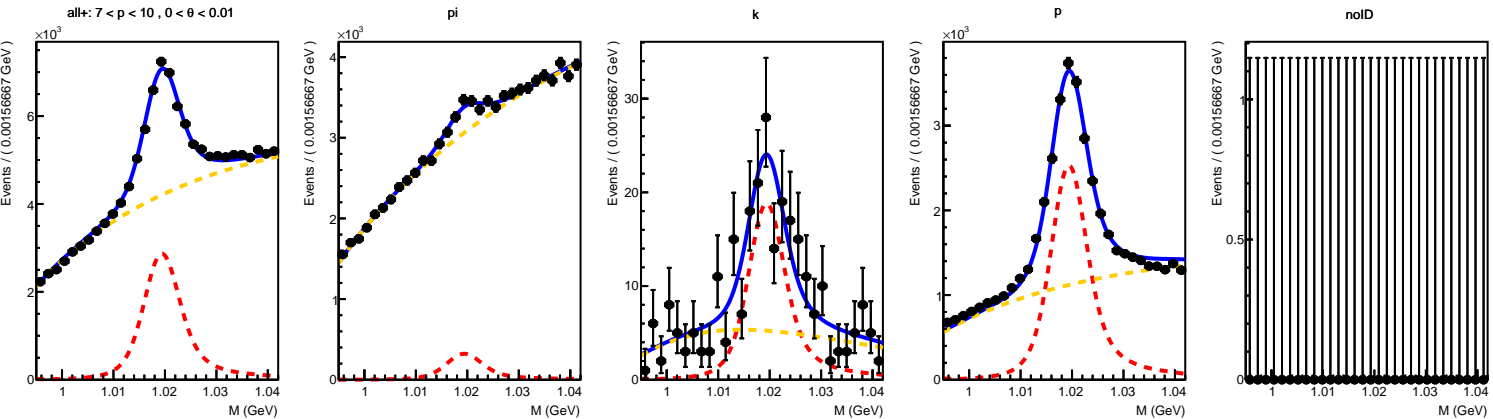 all+: 7 < p < 10 , 0 < θ < 0.01
×10³
Events / ( 0.00156667 GeV )
6
4
2
0
1 1.01 1.02 1.03 1.04
M (GeV)
pi
×10³
Events / ( 0.00156667 GeV )
4
3
2
1
0
1 1.01 1.02 1.03 1.04
M (GeV)
k
Events / ( 0.00156667 GeV )
30
20
10
0
1 1.01 1.02 1.03 1.04
M (GeV)
p
×10³
Events / ( 0.00156667 GeV )
3
2
1
0
1 1.01 1.02 1.03 1.04
M (GeV)
noID
Events / ( 0.00156667 GeV )
1
0.5
0
1 1.01 1.02 1.03 1.04
M (GeV)